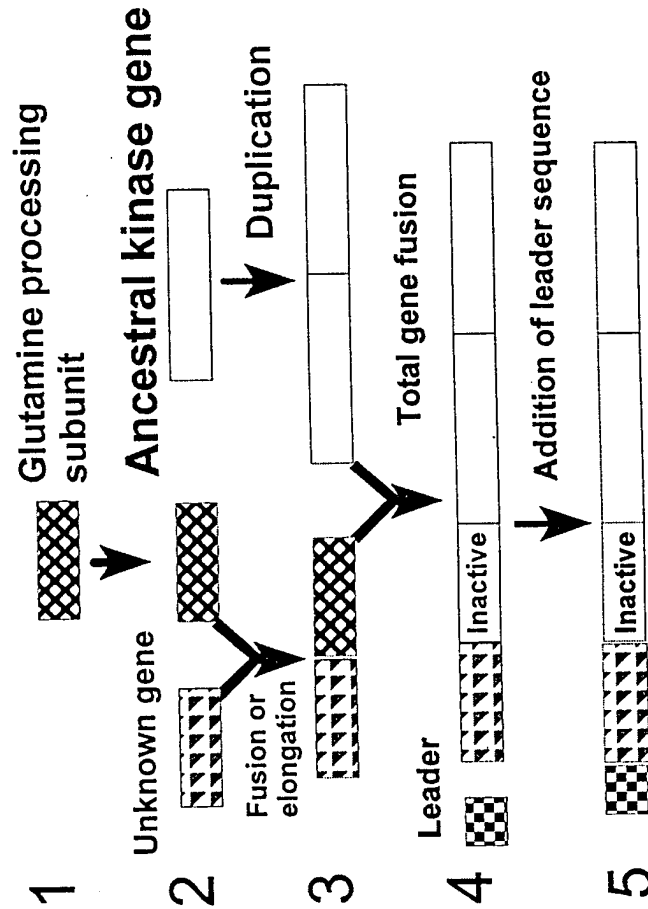 1
Glutamine processing
subunit
2
Unknown gene
Ancestral kinase gene
Fusion or
elongation
Duplication
3
Total gene fusion
4
Leader
Inactive
Addition of leader sequence
5
Inactive